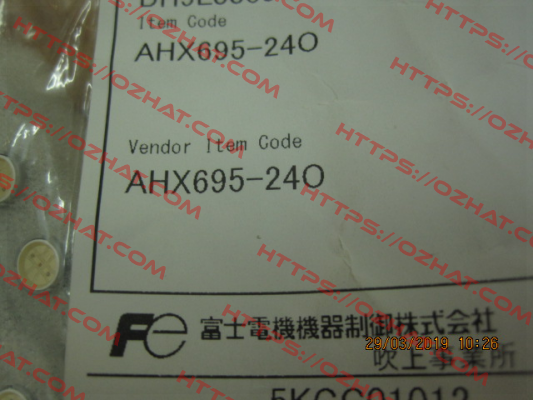 Item Code
AHX695-24O
Vendor Item Code
AHX695-24O
Fe 富士電機機器制御株式会社
吹上事業所
29/03/2019 10:26
HTTPS://OZHAT.COM